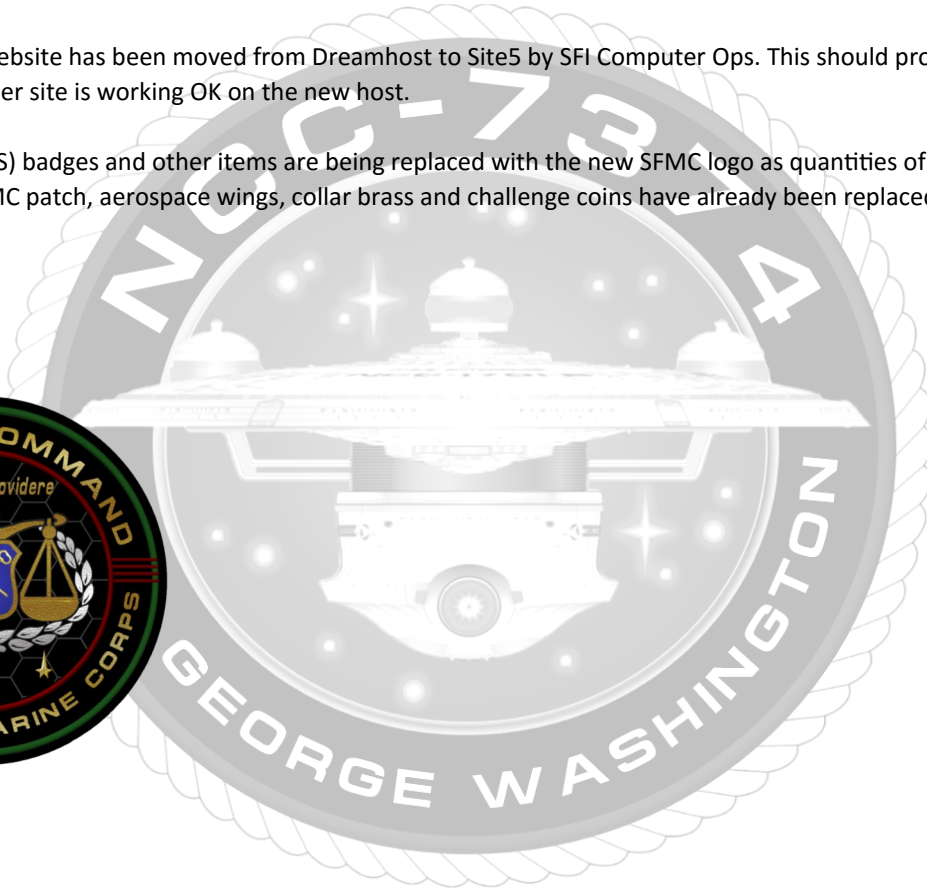 ebsite has been moved from Dreamhost to Site5 by SFI Computer Ops. This should pro
er site is working OK on the new host.
S) badges and other items are being replaced with the new SFMC logo as quantities of
IC patch, aerospace wings, collar brass and challenge coins have already been replaced
NCC-7374
GEORGE WASHINGTON
OMMAND
ovidere
ARINE CORPS